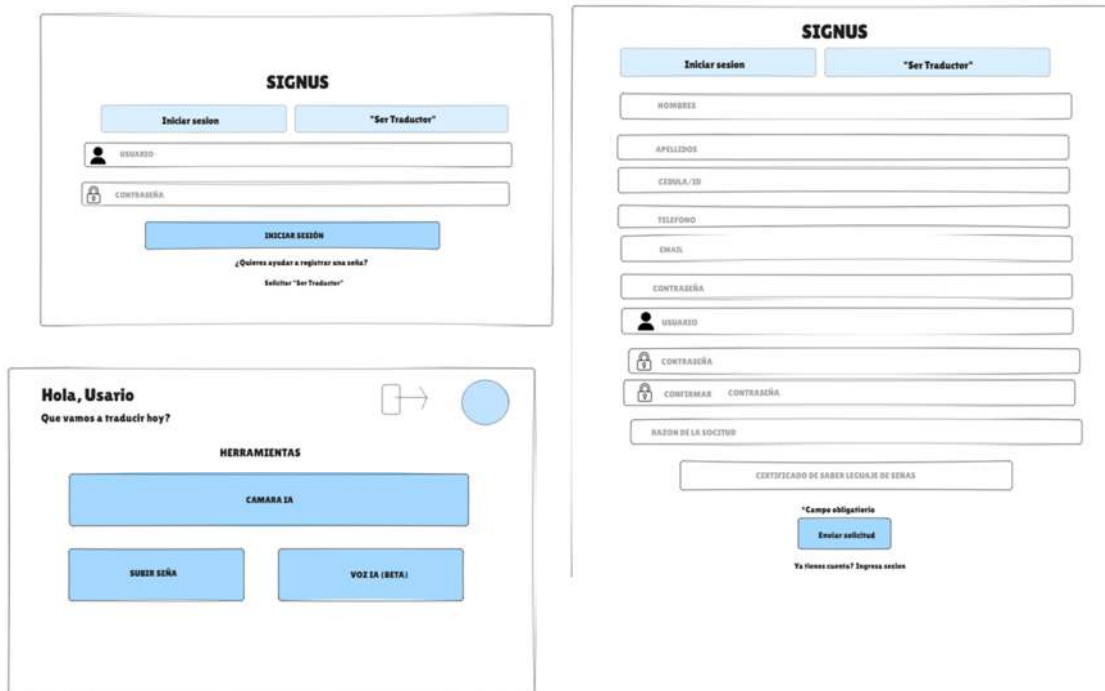 SIGNUS
Iniciar sesion
"Ser Traductor"
USUARIO
CONTRASEÑA
INICIAR SESIÓN
¿Quieres ayudar a registrar una seña?
Solicitar "Ser Traductor"
Hola, Usario
Que vamos a traducir hoy?
HERRAMIENTAS
CAMARA IA
SUBIR SEÑA
VOZ IA (BETA)
SIGNUS
Iniciar sesion
"Ser Traductor"
NOMBRES
APELLIDOS
CEDULA/ID
TELEFONO
EMAIL
CONTRASEÑA
USUARIO
CONTRASEÑA
CONFIRMAR CONTRASEÑA
RAZON DE LA SOCITUD
CERTIFICADO DE SABER LEGUAJE DE SEÑAS
*Campo obligatiorio
Enviar solicitud
Ya tienes cuenta? Ingresa sesion